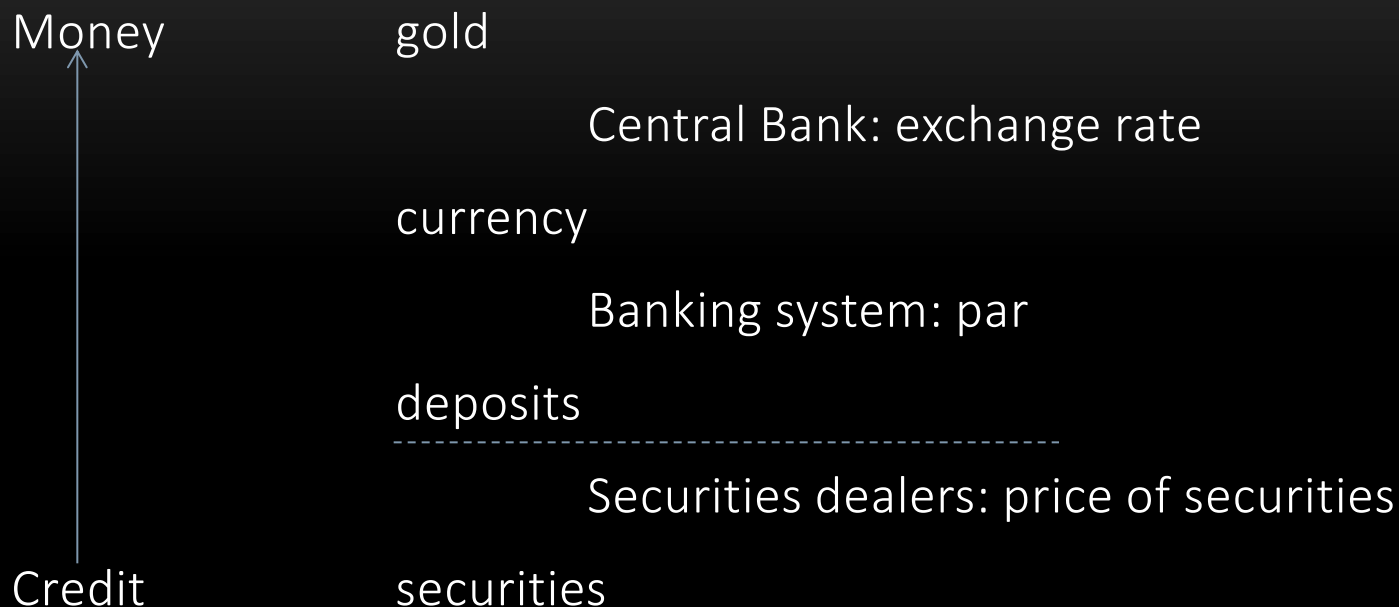 Money gold
Central Bank: exchange rate
currency
Banking system: par
deposits
Securities dealers: price of securities
Credit securities